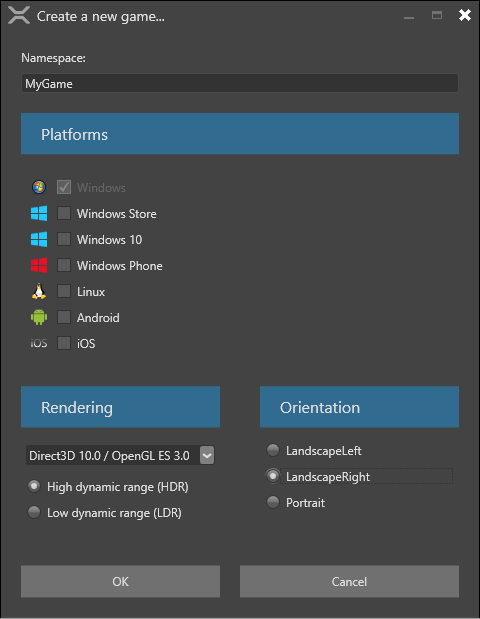 Create a new game...
Namespace:
MyGame
Platforms
Windows
Windows Store
Windows 10
Windows Phone
Linux
Android
iOS iOS
Rendering
Orientation
Direct3D 10.0 / OpenGL ES 3.0
LandscapeLeft
High dynamic range (HDR)
LandscapeRight
Low dynamic range (LDR)
Portrait
OK
Cancel